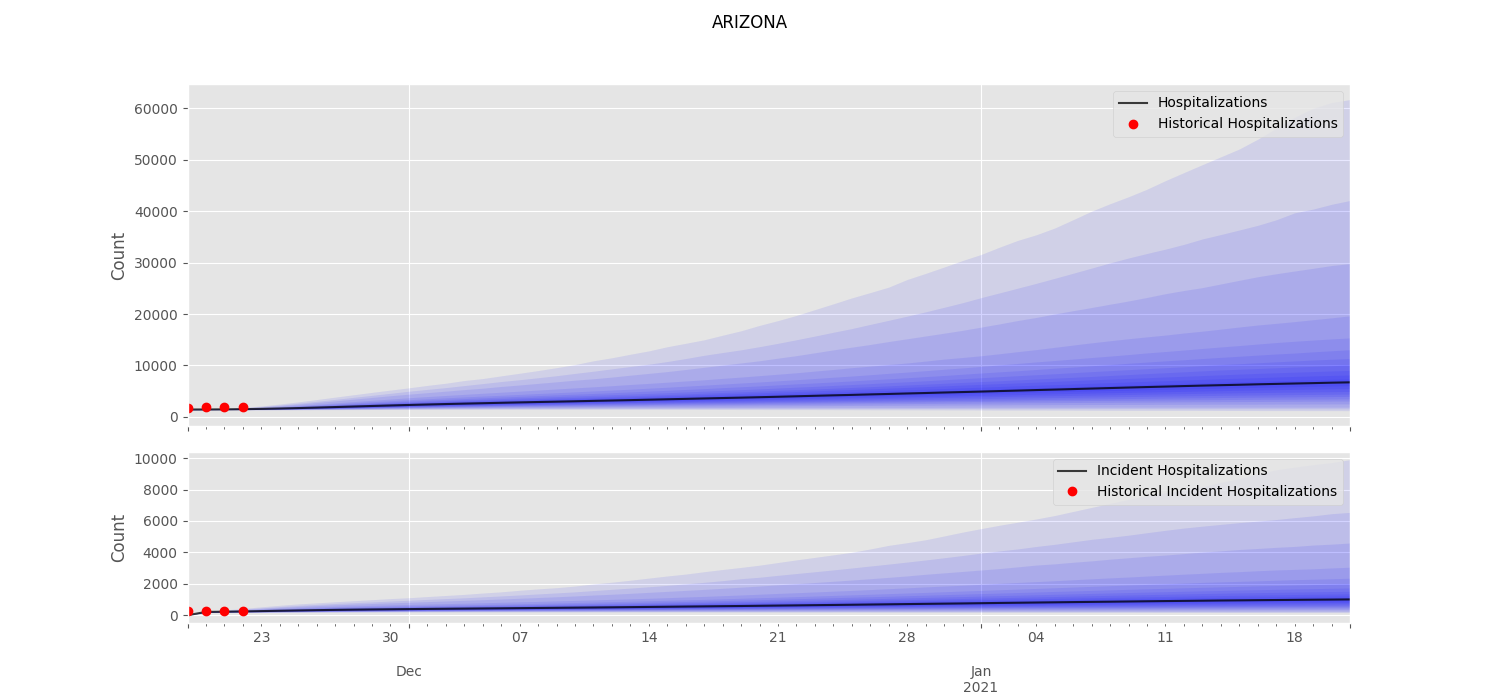 ARIZONA
Hospitalizations
Historical Hospitalizations
60000
50000
40000
30000
20000
10000
0
Count
Incident Hospitalizations
Historical Incident Hospitalizations
10000
8000
6000
4000
2000
0
Count
23 30 07 14 21 28 04 11 18
Dec Jan
2021